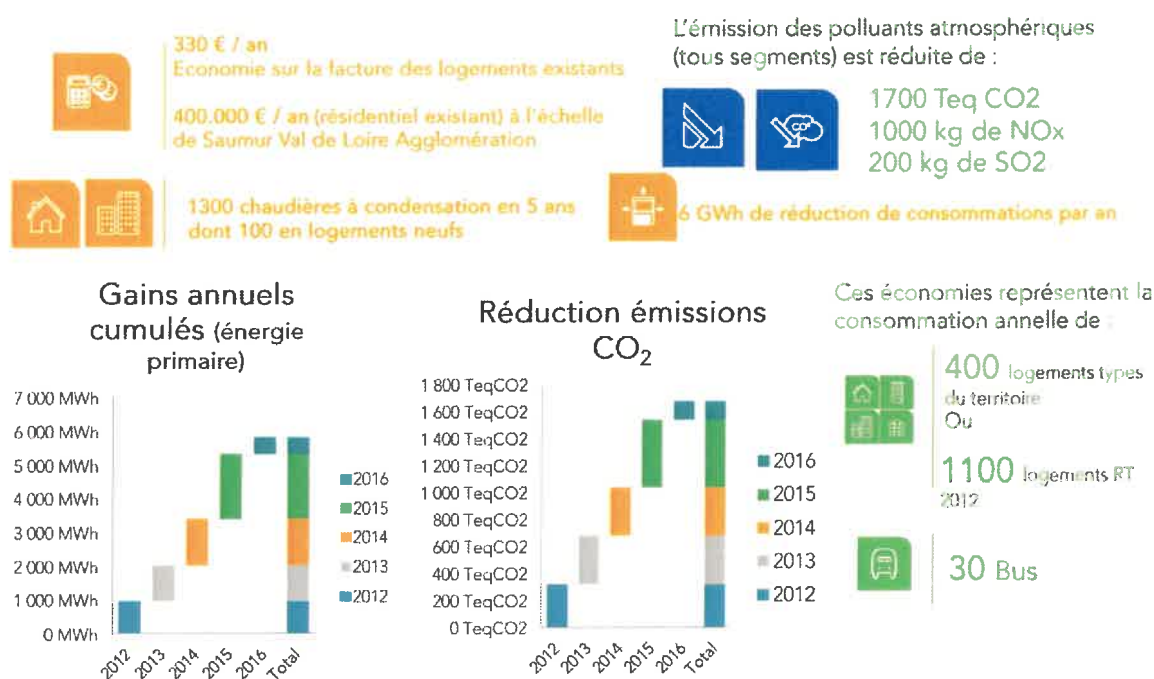 330 € / an
Economie sur la facture des logements existants
400.000 € / an (résidentiel existant) à l'échelle
de Saumur Val de Loire Agglomération
L'émission des polluants atmosphériques
(tous segments) est réduite de :
CO²
1700 Teq CO2
1000 kg de NOx
200 kg de SO2
1300 chaudières à condensation en 5 ans
dont 100 en logements neufs
6 GWh de réduction de consommations par an
Gains annuels
cumulés (énergie
primaire)
7 000 MWh
6 000 MWh
5 000 MWh
4 000 MWh
3 000 MWh
2 000 MWh
1 000 MWh
0 MWh
2012
2013
2014
2015
2016
Total
2016
2015
2014
2013
2012
Réduction émissions
CO2
1 800 TeqCO2
1 600 TeqCO2
1 400 TeqCO2
1 200 TeqCO2
1 000 TeqCO2
800 TeqCO2
600 TeqCO2
400 TeqCO2
200 TeqCO2
0 TeqCO2
2012
2013
2014
2015
2016
Total
2016
2015
2014
2013
2012
Ces économies représentent la
consommation annelle de :
400 logements types
du territoire
Ou
1100 logements RT
2012
30 Bus